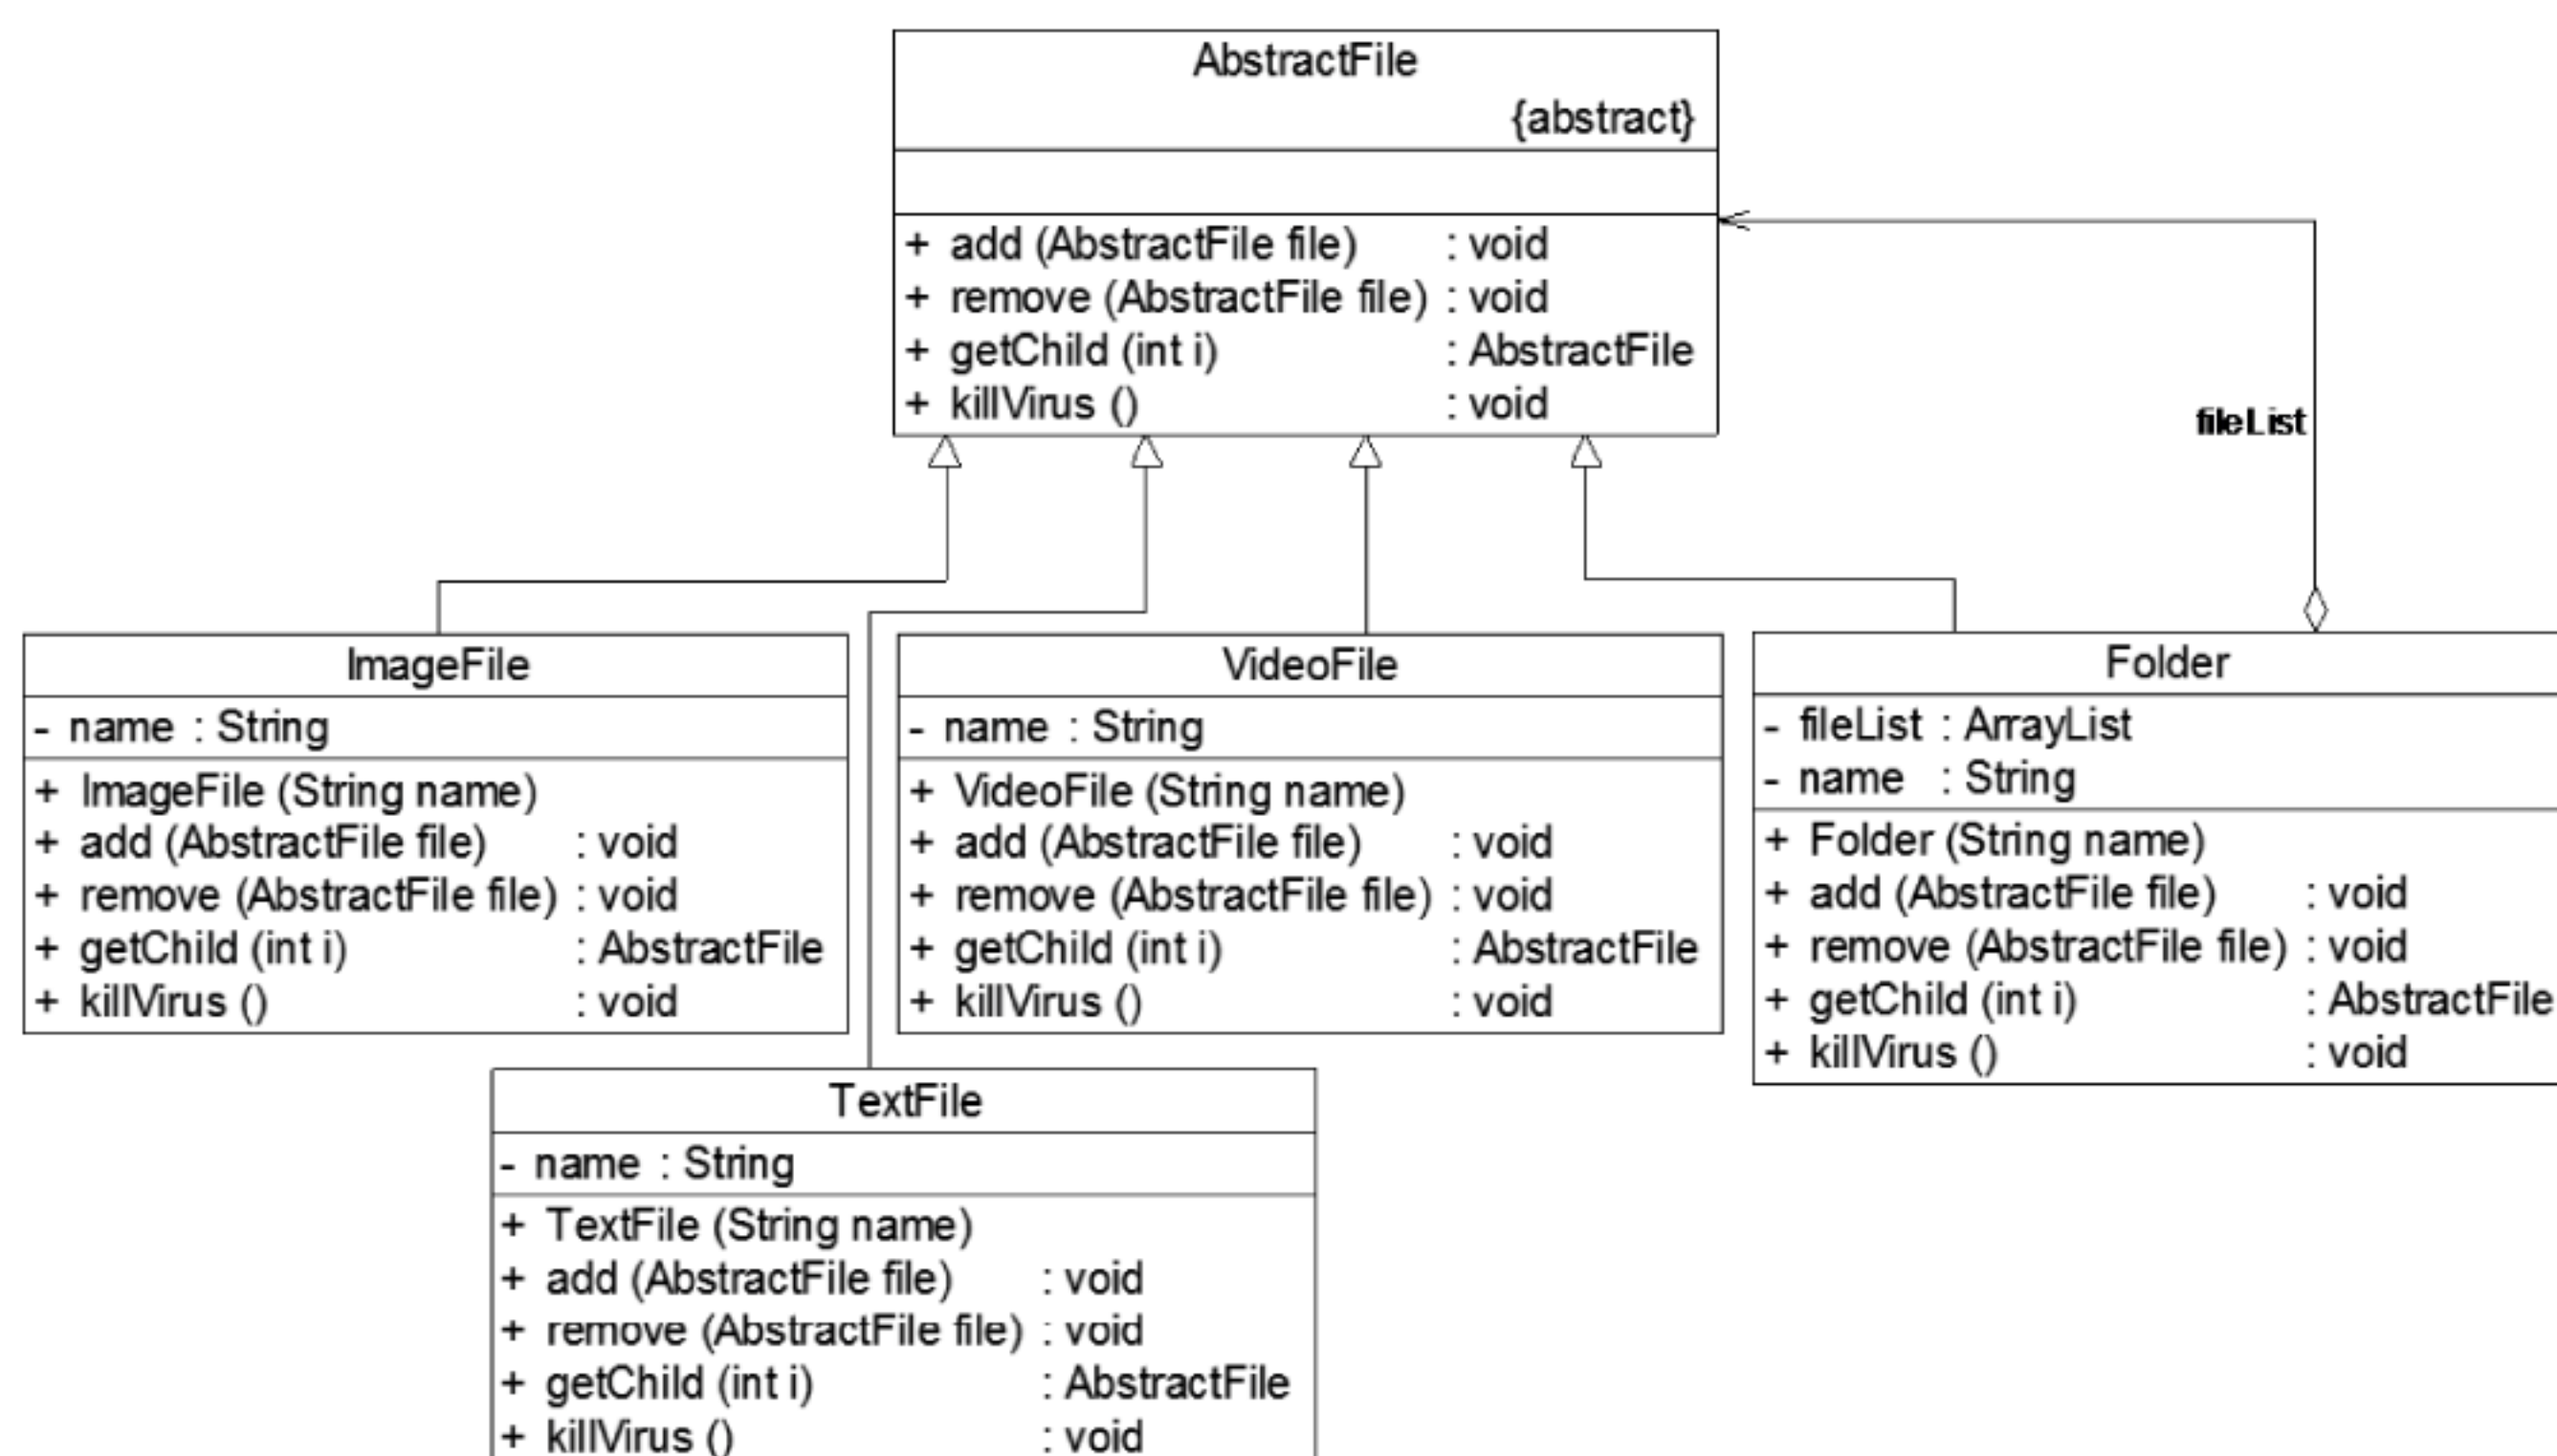 AbstractFile
{abstract}
+ add (AbstractFile file) : void
+ remove (AbstractFile file) : void
+ getChild (int i) : AbstractFile
+ killVirus () : void
fileList
ImageFile
- name : String
+ ImageFile (String name)
+ add (AbstractFile file) : void
+ remove (AbstractFile file) : void
+ getChild (int i) : AbstractFile
+ killVirus () : void
VideoFile
- name : String
+ VideoFile (String name)
+ add (AbstractFile file) : void
+ remove (AbstractFile file) : void
+ getChild (int i) : AbstractFile
+ killVirus () : void
Folder
- fileList : ArrayList
- name : String
+ Folder (String name)
+ add (AbstractFile file) : void
+ remove (AbstractFile file) : void
+ getChild (int i) : AbstractFile
+ killVirus () : void
TextFile
- name : String
+ TextFile (String name)
+ add (AbstractFile file) : void
+ remove (AbstractFile file) : void
+ getChild (int i) : AbstractFile
+ killVirus () : void